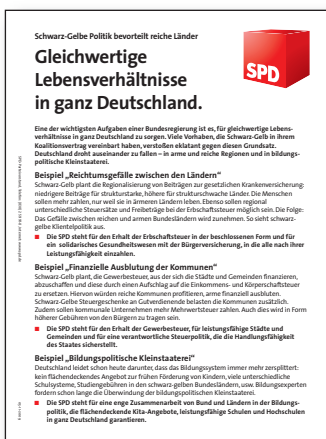 Schwarz-Gelbe Politik bevorteilt reiche Länder
Gleichwertige
Lebensverhältnisse
in ganz Deutschland.
SPD
Eine der wichtigsten Aufgaben einer Bundesregierung ist es, für gleichwertige Lebens-
verhältnisse in ganz Deutschland zu sorgen. Viele Vorhaben, die Schwarz-Gelb in ihrem
Koalitionsvertrag vereinbart haben, verstoßen eklatant gegen diesen Grundsatz.
Deutschland droht auseinander zu fallen – in arme und reiche Regionen und in bildungs-
politische Kleinstaaterei.
Beispiel „Reichtumsgefälle zwischen den Ländern“
Schwarz-Gelb plant die Regionalisierung von Beiträgen zur gesetzlichen Krankenversicherung:
niedrigere Beiträge für strukturstarke, höhere für strukturschwache Länder. Die Menschen
sollen mehr zahlen, nur weil sie in ärmeren Ländern leben. Ebenso sollen regional
unterschiedliche Steuersätze und Freibeträge bei der Erbschaftsteuer möglich sein. Die Folge:
Das Gefälle zwischen reichen und armen Bundesländern wird zunehmen. So sieht schwarz-
gelbe Klientelpolitik aus.
■ Die SPD steht für den Erhalt der Erbschaftsteuer in der beschlossenen Form und für
ein solidarisches Gesundheitswesen mit der Bürgerversicherung, in die alle nach ihrer
Leistungsfähigkeit einzahlen.
Beispiel „Finanzielle Ausblutung der Kommunen“
Schwarz-Gelb plant, die Gewerbesteuer, aus der sich die Städte und Gemeinden finanzieren,
abzuschaffen und diese durch einen Aufschlag auf die Einkommens- und Körperschaftsteuer
zu ersetzen. Hiervon würden reiche Kommunen profitieren, arme finanziell ausbluten.
Schwarz-Gelbe Steuergeschenke an Gutverdienende belasten die Kommunen zusätzlich.
Zudem sollen kommunale Unternehmen mehr Mehrwertsteuer zahlen. Auch dies wird in Form
höherer Gebühren von den Bürgern zu tragen sein.
■ Die SPD steht für den Erhalt der Gewerbesteuer, für leistungsfähige Städte und
Gemeinden und für eine verantwortliche Steuerpolitik, die die Handlungsfähigkeit
des Staates sicherstellt.
Beispiel „Bildungspolitische Kleinstaaterei“
Deutschland leidet schon heute darunter, dass das Bildungssystem immer mehr zersplittert:
kein flächendeckendes Angebot zur frühen Förderung von Kindern, viele unterschiedliche
Schulsysteme, Studiengebühren in den schwarz-gelben Bundesländern, usw. Bildungsexperten
fordern schon lange die Überwindung der bildungspolitischen Kleinstaaterei.
■ Die SPD steht für eine enge Zusammenarbeit von Bund und Ländern in der Bildungs-
politik, die flächendeckende Kita-Angebote, leistungsfähige Schulen und Hochschulen
in ganz Deutschland garantieren.